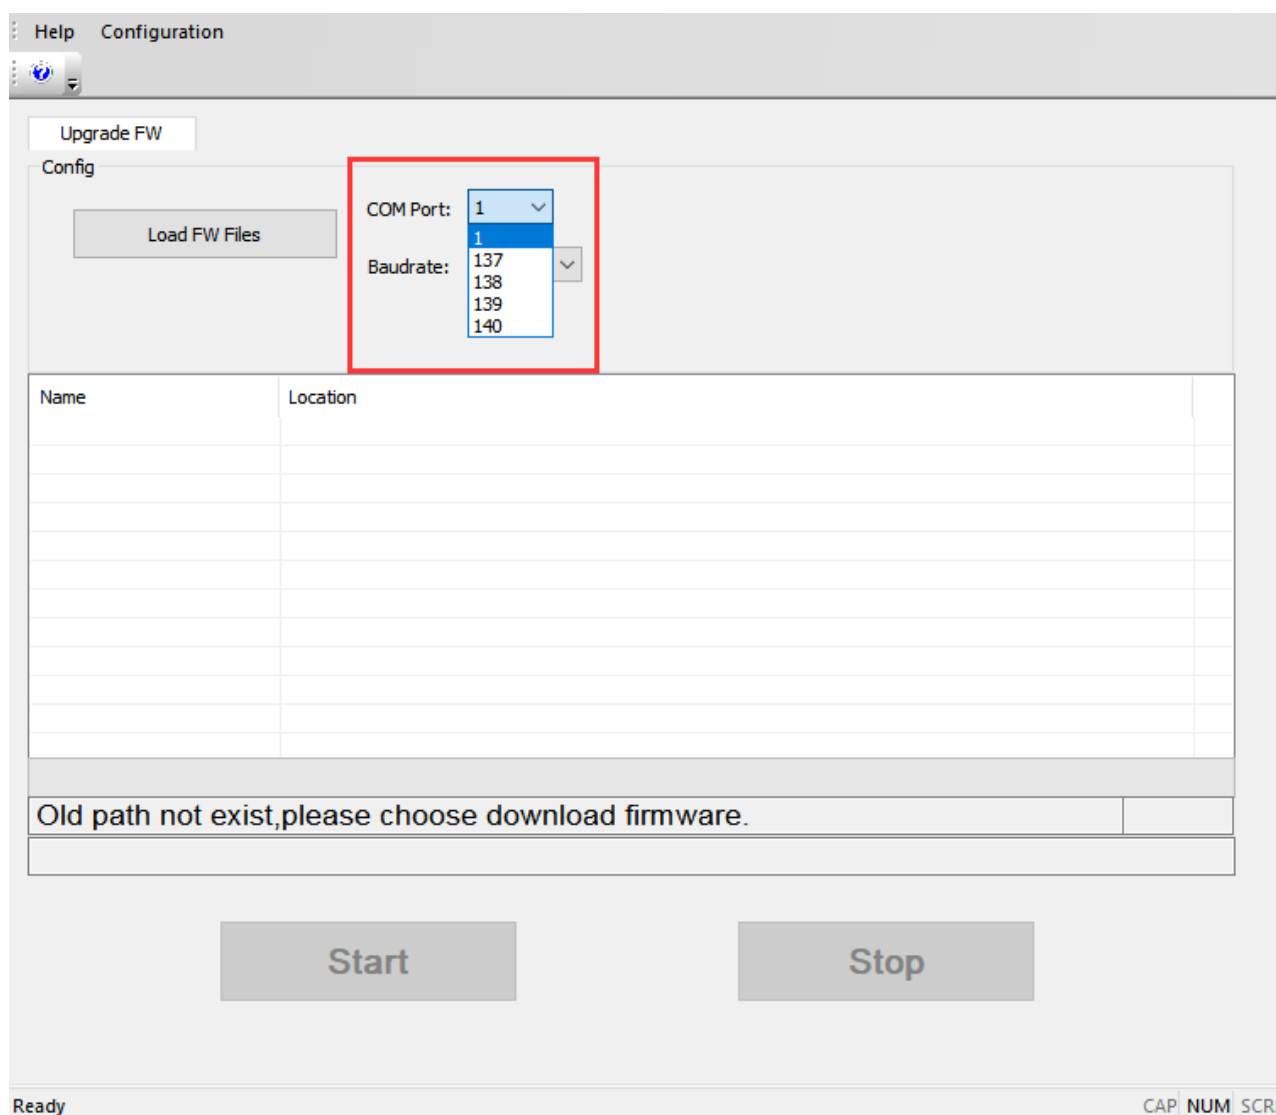 Help Configuration
Upgrade FW
Config
Load FW Files
COM Port: 1
1
137
138
139
140
Baudrate:
Name Location
Old path not exist,please choose download firmware.
Start Stop
Ready CAP NUM SCR